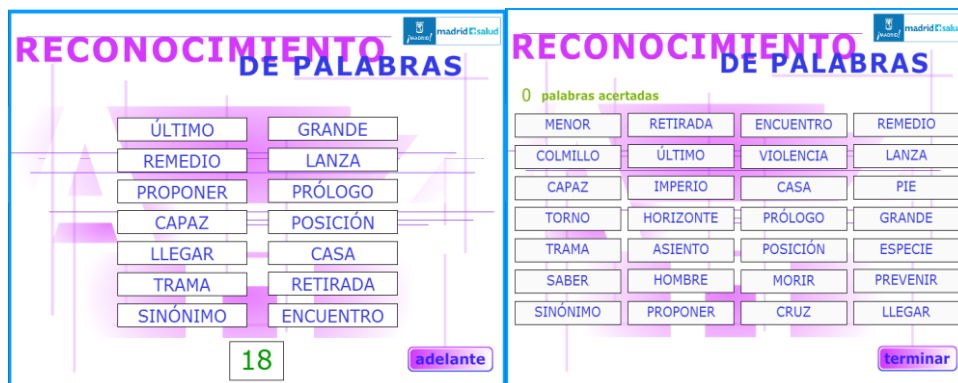 ¡MADRID! madrid salud
RECONOCIMIENTO
DE PALABRAS
ÚLTIMO GRANDE
REMEDIO LANZA
PROPONER PRÓLOGO
CAPAZ POSICIÓN
LLEGAR CASA
TRAMA RETIRADA
SINÓNIMO ENCUENTRO
18 adelante
¡MADRID! madrid salud
RECONOCIMIENTO
DE PALABRAS
0 palabras acertadas
MENOR RETIRADA ENCUENTRO REMEDIO
COLMILLO ÚLTIMO VIOLENCIA LANZA
CAPAZ IMPERIO CASA PIE
TORNO HORIZONTE PRÓLOGO GRANDE
TRAMA ASIENTO POSICIÓN ESPECIE
SABER HOMBRE MORIR PREVENIR
SINÓNIMO PROPONER CRUZ LLEGAR
terminar